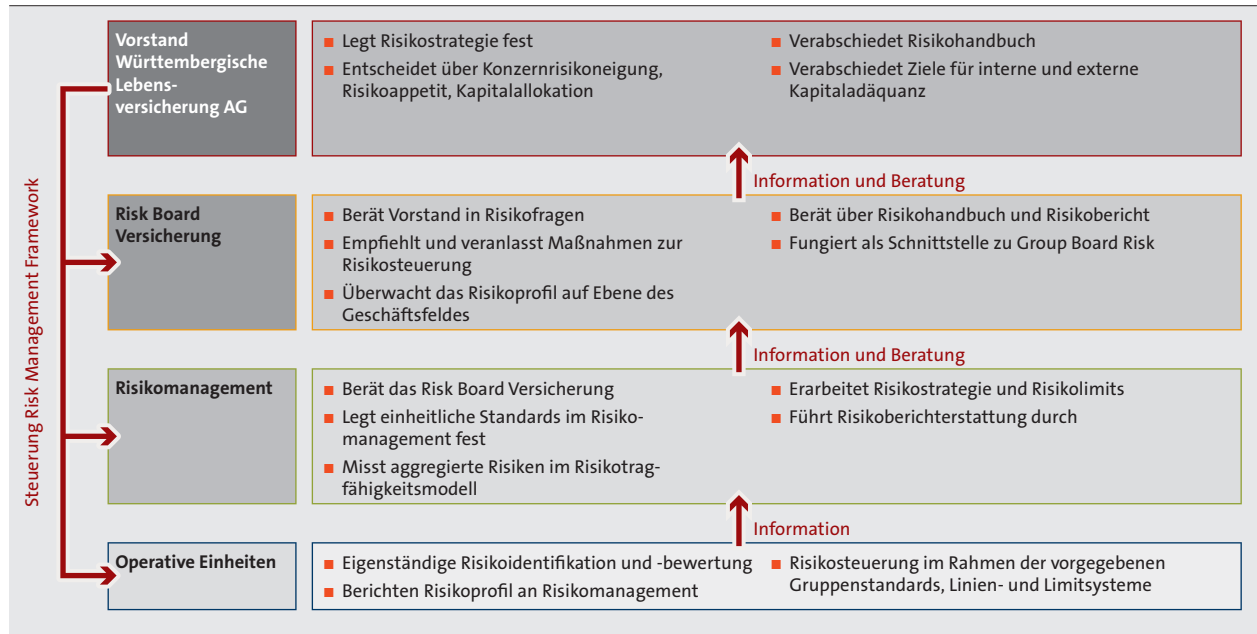 Steuerung Risk Management Framework
Vorstand
Württembergische
Lebens-
versicherung AG
Legt Risikostrategie fest
Entscheidet über Konzernrisikoneigung,
Risikoappetit, Kapitalallokation
Verabschiedet Risikohandbuch
Verabschiedet Ziele für interne und externe
Kapitaladäquanz
Information und Beratung
Risk Board
Versicherung
Berät Vorstand in Risikofragen
Empfiehlt und veranlasst Maßnahmen zur
Risikosteuerung
Überwacht das Risikoprofil auf Ebene des
Geschäftsfeldes
Berät über Risikohandbuch und Risikobericht
Fungiert als Schnittstelle zu Group Board Risk
Information und Beratung
Risikomanagement
Berät das Risk Board Versicherung
Legt einheitliche Standards im Risiko-
management fest
Misst aggregierte Risiken im Risikotrag-
fähigkeitsmodell
Erarbeitet Risikostrategie und Risikolimits
Führt Risikoberichterstattung durch
Information
Operative Einheiten
Eigenständige Risikoidentifikation und -bewertung
Berichten Risikoprofil an Risikomanagement
Risikosteuerung im Rahmen der vorgegebenen
Gruppenstandards, Linien- und Limitsysteme